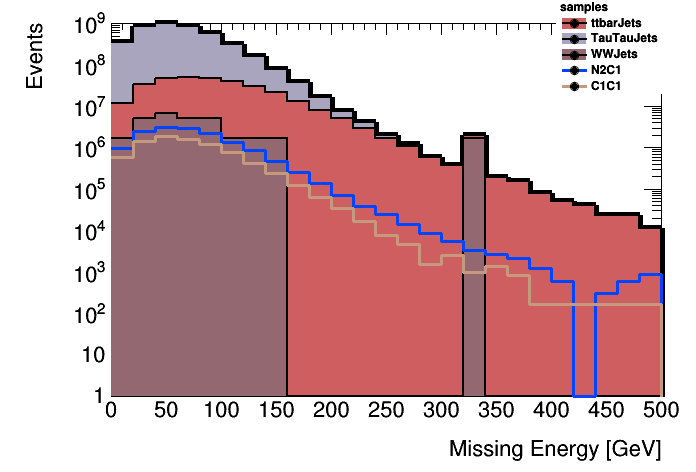 samples
ttbarJets
TauTauJets
WWJets
N2C1
C1C1
Events
10⁹
10⁸
10⁷
10⁶
10⁵
10⁴
10³
10²
10
1
0 50 100 150 200 250 300 350 400 450 500
Missing Energy [GeV]